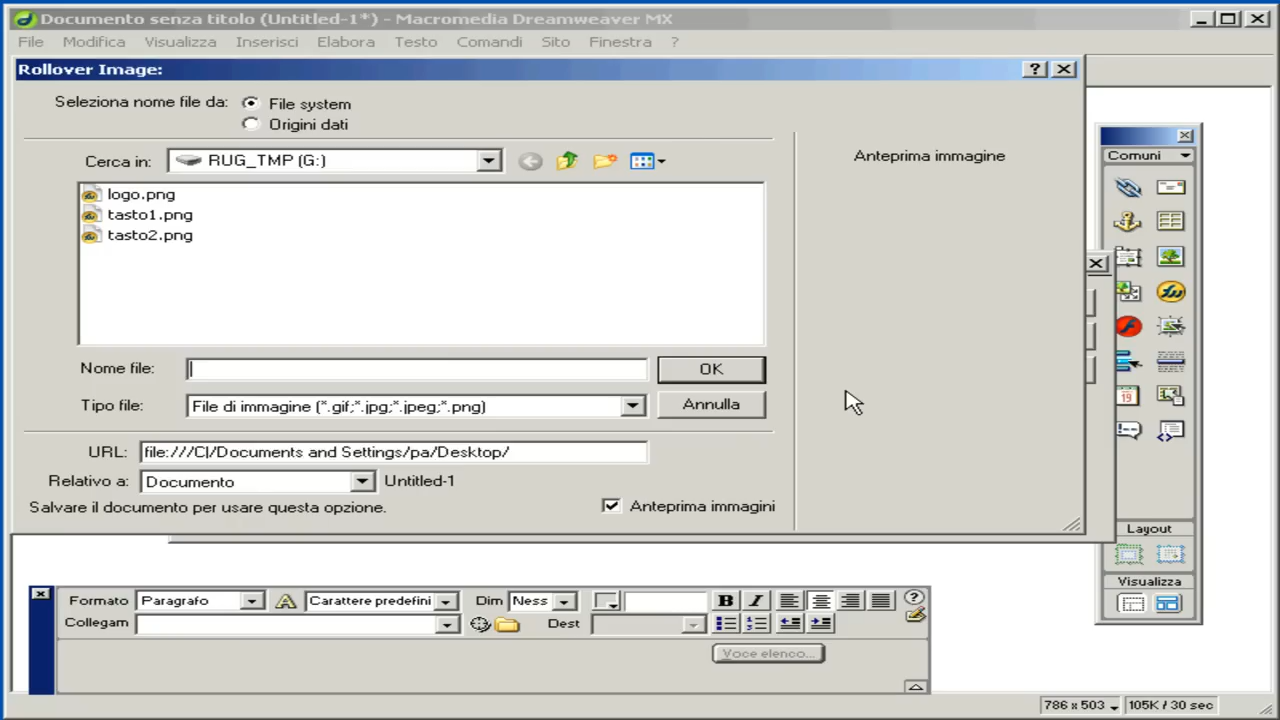 Documento senza titolo (Untitled-1*) - Macromedia Dreamweaver MX
File Modifica Visualizza Inserisci Elabora Testo Comandi Sito Finestra ?
Rollover Image:
Seleziona nome file da: File system
Origini dati
Cerca in: RUG_TMP (G:)
Anteprima immagine
Comuni
logo.png
tasto1.png
tasto2.png
19
Nome file:
OK
Tipo file: File di immagine (*.gif;*.jpg;*.jpeg;*.png)
Annulla
URL: file:///C|/Documents and Settings/pa/Desktop/
Relativo a: Documento Untitled-1
Salvare il documento per usare questa opzione.
Anteprima immagini
Layout
Visualizza
Formato Paragrafo A Carattere predefini Dim Ness B I
Collegam Dest
Voce elenco...
786 x 503 105K / 30 sec